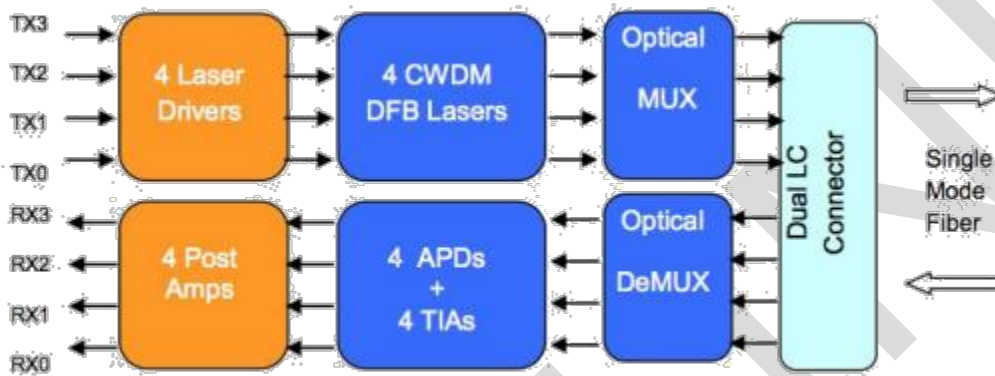 TX3
TX2
TX1
TX0
4 Laser
Drivers
4 CWDM
DFB Lasers
Optical
MUX
Dual LC
Connector
Single
Mode
Fiber
RX3
RX2
RX1
RX0
4 Post
Amps
4 APDs
+
4 TIAs
Optical
DeMUX